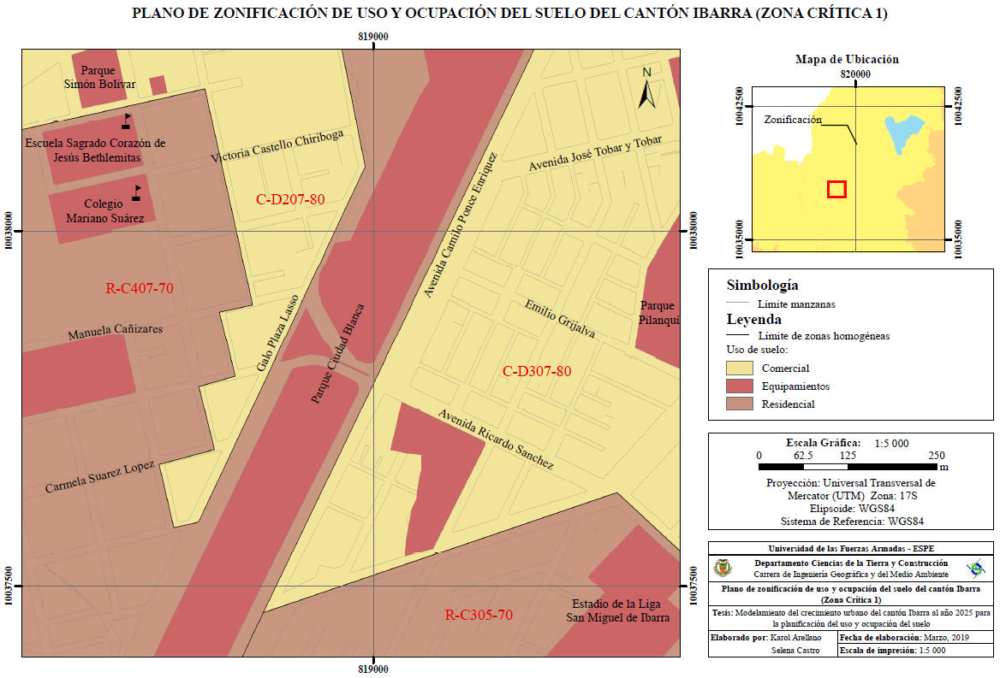 PLANO DE ZONIFICACIÓN DE USO Y OCUPACIÓN DEL SUELO DEL CANTÓN IBARRA (ZONA CRÍTICA 1)
819000
Parque
Simón Bolívar
Escuela Sagrado Corazón de
Jesús Bethlemitas
Colegio
Mariano Suárez
Victoria Castello Chiriboga
C-D207-80
N
Avenida José Tobar y Tobar
Avenida Camilo Ponce Enriquez
10038000
10038000
R-C407-70
Manuela Cañizares
Galo Plaza Lasso
Parque Ciudad Blanca
Emilio Grijalva
Parque
Pilanquí
C-D307-80
Avenida Ricardo Sanchez
Carmela Suarez Lopez
10037500
10037500
R-C305-70
Estadio de la Liga
San Miguel de Ibarra
819000
Mapa de Ubicación
820000
10042500
10042500
Zonificación
10035000
10035000
Simbología
Límite manzanas
Leyenda
Límite de zonas homogéneas
Uso de suelo:
Comercial
Equipamientos
Residencial
Escala Gráfica: 1:5 000
0 62.5 125 250
m
Proyección: Universal Transversal de
Mercator (UTM) Zona: 17S
Elipsoide: WGS84
Sistema de Referencia: WGS84
Universidad de las Fuerzas Armadas - ESPE
Departamento Ciencias de la Tierra y Construcción
Carrera de Ingeniería Geográfica y del Medio Ambiente
Plano de zonificación de uso y ocupación del suelo del cantón Ibarra
(Zona Crítica 1)
Tesis: Modelamiento del crecimiento urbano del cantón Ibarra al año 2025 para
la planificación del uso y ocupación del suelo
Elaborado por: Karol Arellano
Selena Castro
Fecha de elaboración: Marzo, 2019
Escala de impresión: 1:5 000